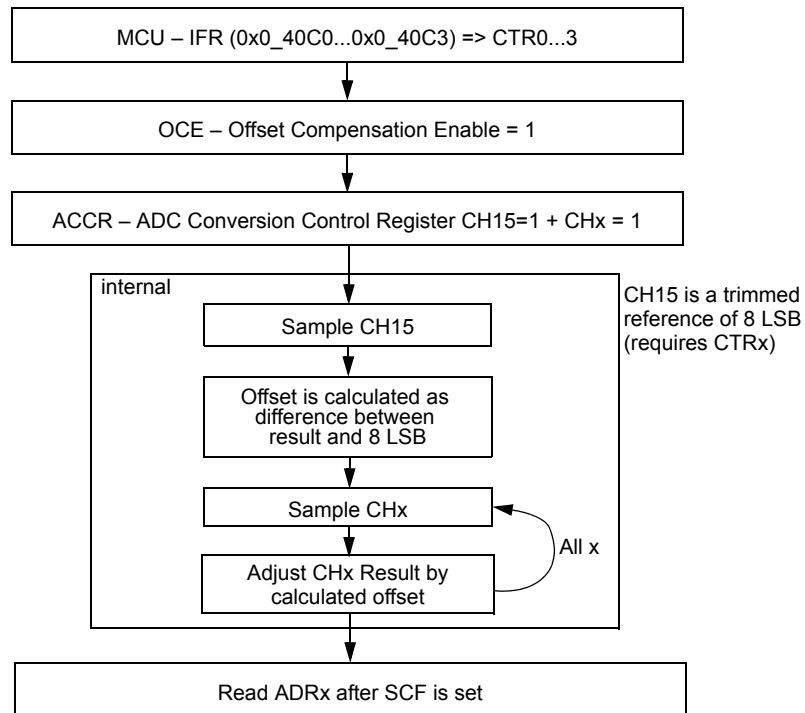 MCU – IFR (0x0_40C0...0x0_40C3) => CTR0...3
OCE – Offset Compensation Enable = 1
ACCR – ADC Conversion Control Register CH15=1 + CHx = 1
internal
CH15 is a trimmed
reference of 8 LSB
(requires CTRx)
Sample CH15
Offset is calculated as
difference between
result and 8 LSB
Sample CHx
All x
Adjust CHx Result by
calculated offset
Read ADRx after SCF is set